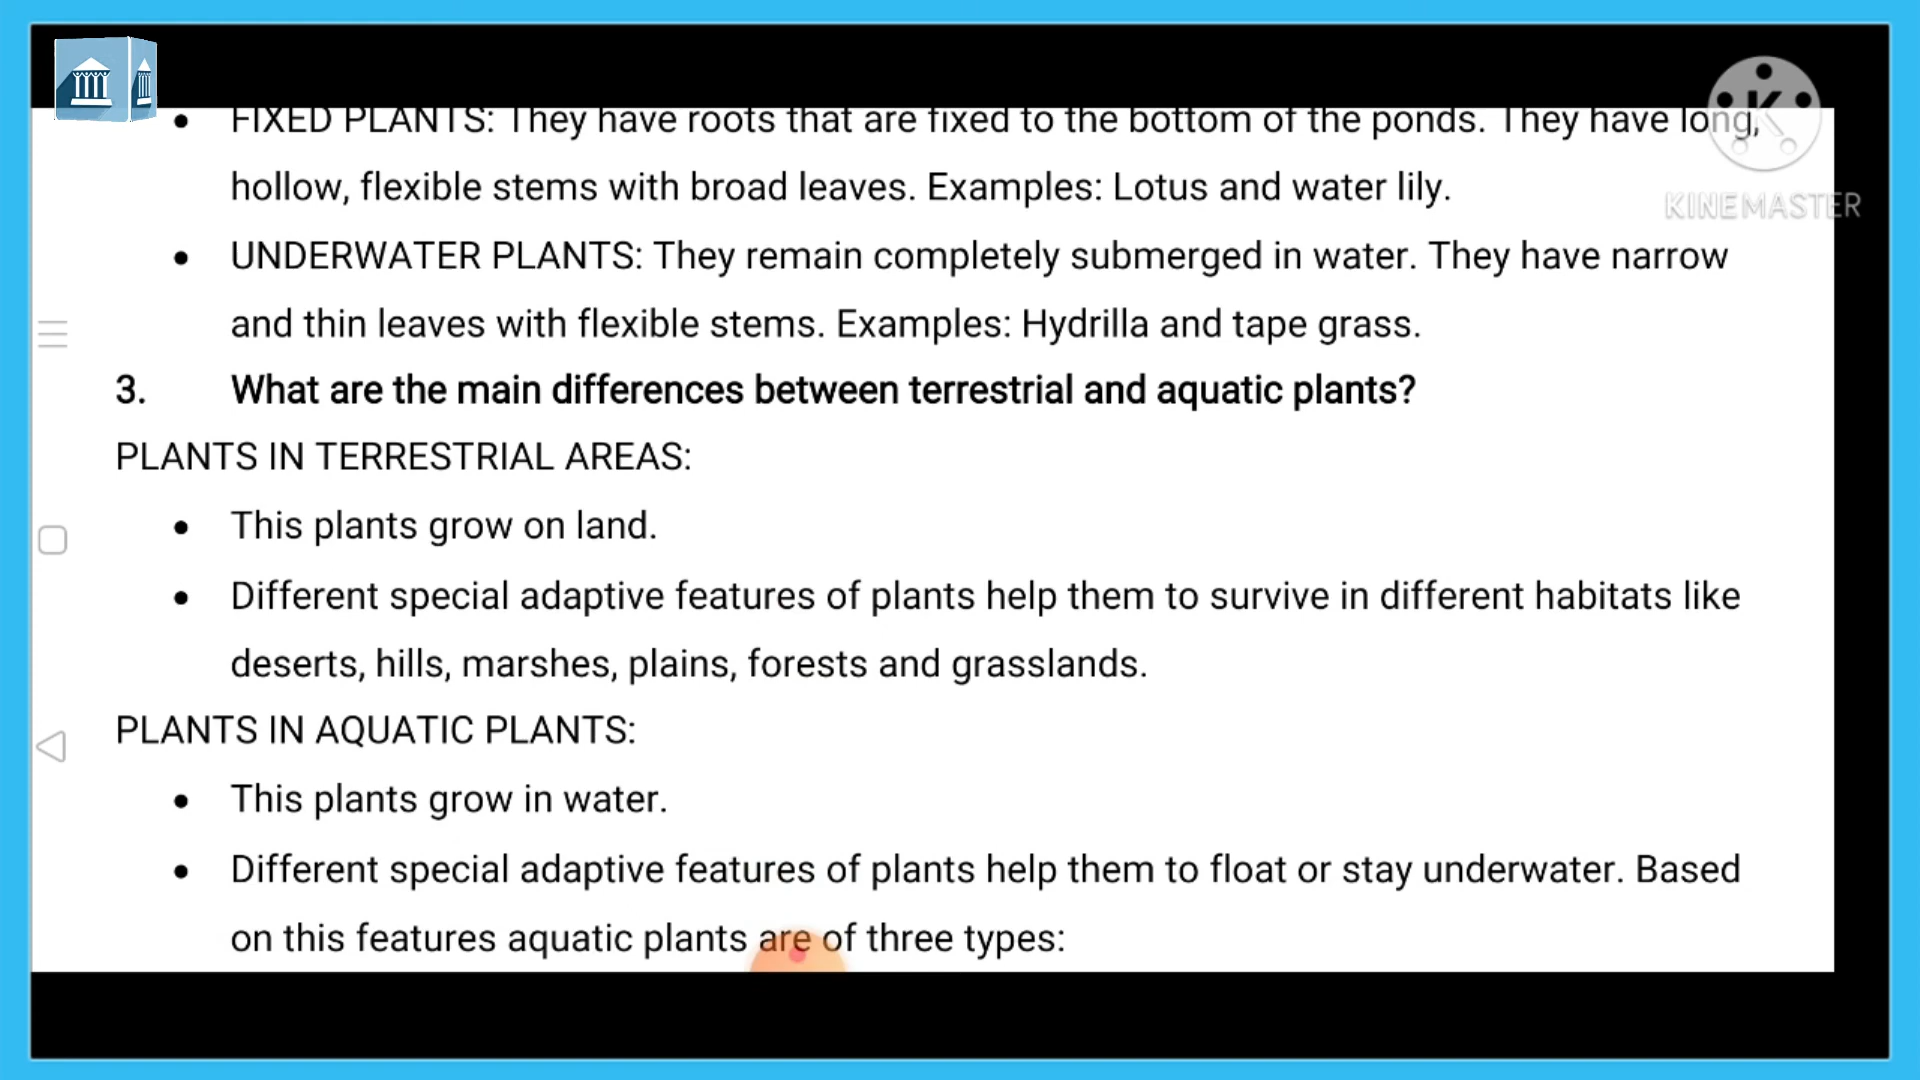 FIXED PLANTS: They have roots that are fixed to the bottom of the ponds. They have long,
KINEMASTER
hollow, flexible stems with broad leaves. Examples: Lotus and water lily.
UNDERWATER PLANTS: They remain completely submerged in water. They have narrow
and thin leaves with flexible stems. Examples: Hydrilla and tape grass.
3. What are the main differences between terrestrial and aquatic plants?
PLANTS IN TERRESTRIAL AREAS:
This plants grow on land.
Different special adaptive features of plants help them to survive in different habitats like
deserts, hills, marshes, plains, forests and grasslands.
PLANTS IN AQUATIC PLANTS:
This plants grow in water.
Different special adaptive features of plants help them to float or stay underwater. Based
on this features aquatic plants are of three types: